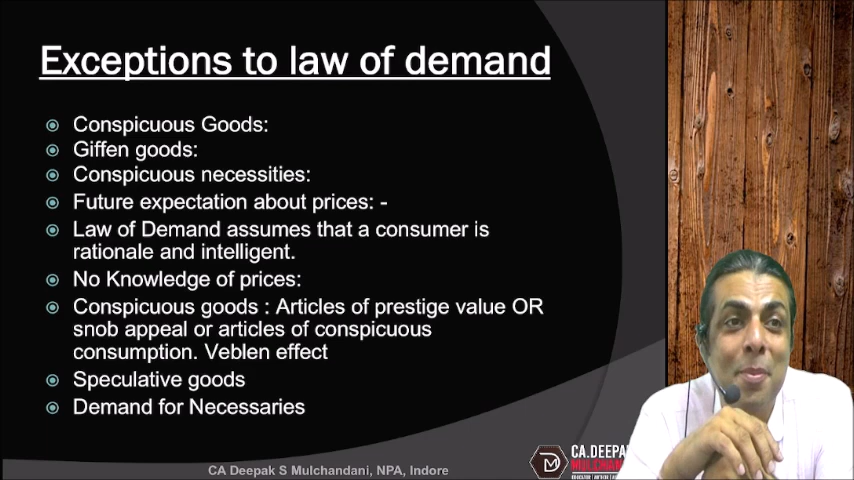 Exceptions to law of demand
Conspicuous Goods:
Giffen goods:
Conspicuous necessities:
Future expectation about prices: -
Law of Demand assumes that a consumer is
rationale and intelligent.
No Knowledge of prices:
Conspicuous goods : Articles of prestige value OR
snob appeal or articles of conspicuous
consumption. Veblen effect
Speculative goods
Demand for Necessaries
CA Deepak S Mulchandani, NPA, Indore
CA.DEEPAK